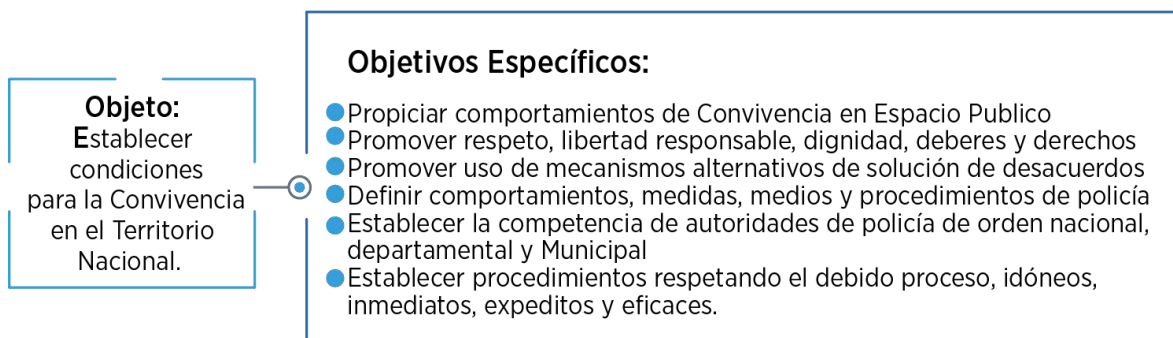 Objeto:
Establecer
condiciones
para la Convivencia
en el Territorio
Nacional.
Objetivos Específicos:
Propiciar comportamientos de Convivencia en Espacio Publico
Promover respeto, libertad responsable, dignidad, deberes y derechos
Promover uso de mecanismos alternativos de solución de desacuerdos
Definir comportamientos, medidas, medios y procedimientos de policía
Establecer la competencia de autoridades de policía de orden nacional,
departamental y Municipal
Establecer procedimientos respetando el debido proceso, idóneos,
inmediatos, expeditos y eficaces.